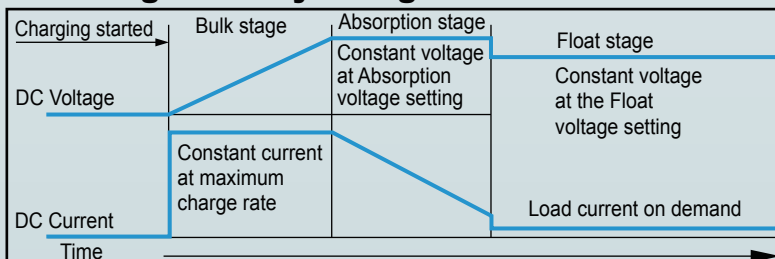 Charging started
Bulk stage
Absorption stage
Float stage
DC Voltage
Constant voltage
at Absorption
voltage setting
Constant voltage
at the Float
voltage setting
Constant current
at maximum
charge rate
DC Current
Load current on demand
Time